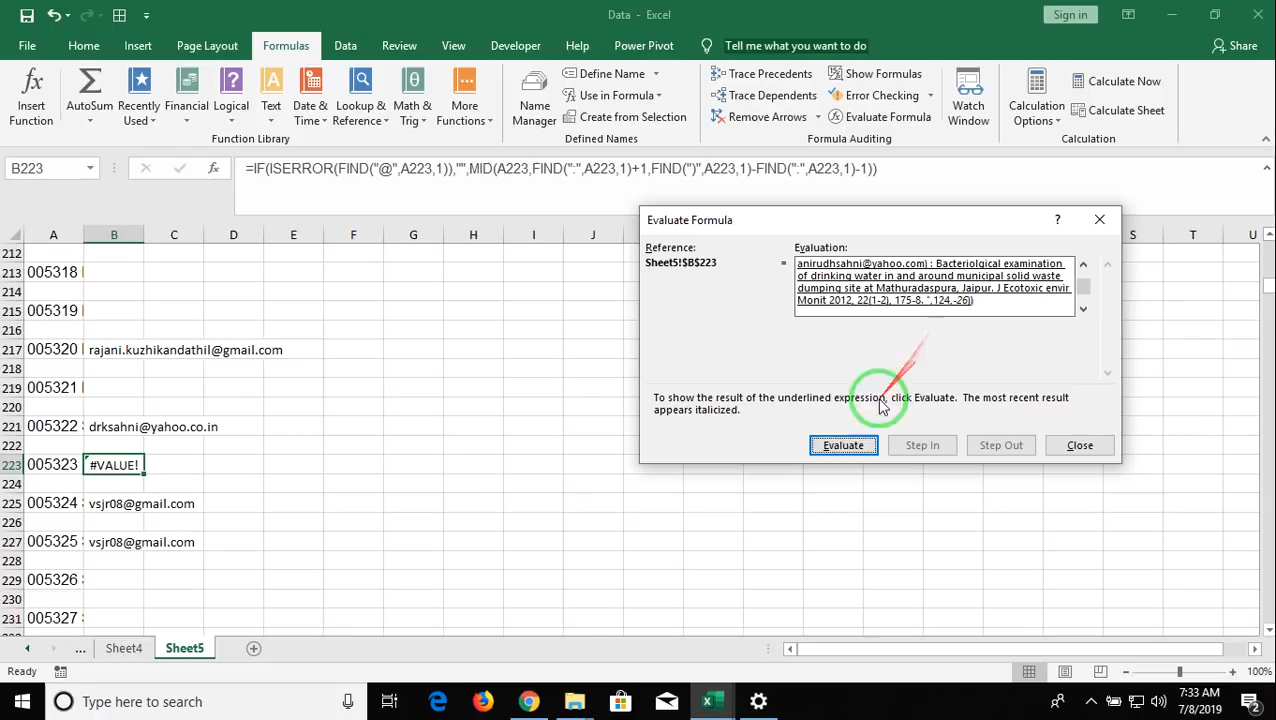 Data - Excel
Sign in
File Home Insert Page Layout Formulas Data Review View Developer Help Power Pivot Tell me what you want to do Share
Insert Function
AutoSum
Recently Used
Financial
Logical
Text
Date & Time
Lookup & Reference
Math & Trig
More Functions
Function Library
Name Manager
Define Name
Use in Formula
Create from Selection
Defined Names
Trace Precedents
Trace Dependents
Remove Arrows
Show Formulas
Error Checking
Evaluate Formula
Formula Auditing
Watch Window
Calculation Options
Calculate Now
Calculate Sheet
Calculation
B223
fx
=IF(ISERROR(FIND("@",A223,1)),"",MID(A223,FIND(":",A223,1)+1,FIND(")",A223,1)-FIND(":",A223,1)-1))
A B C D E F G H I J S T U
212
213 005318
214
215 005319
216
217 005320 rajani.kuzhikandathil@gmail.com
218
219 005321
220
221 005322 drksahni@yahoo.co.in
222
223 005323 #VALUE!
224
225 005324 vsjr08@gmail.com
226
227 005325 vsjr08@gmail.com
228
229 005326
230
231 005327
Evaluate Formula
?
Reference:
Sheet5!$B$223
=
Evaluation:
anirudhsahni@yahoo.com) : Bacteriolgical examination
of drinking water in and around municipal solid waste
dumping site at Mathuradaspura, Jaipur. J Ecotoxic envir
Monit 2012, 22(1-2), 175-8. ",124,-26))
To show the result of the underlined expression, click Evaluate. The most recent result
appears italicized.
Evaluate Step In Step Out Close
... Sheet4 Sheet5
Ready
100%
Type here to search
7:33 AM
7/8/2019
2